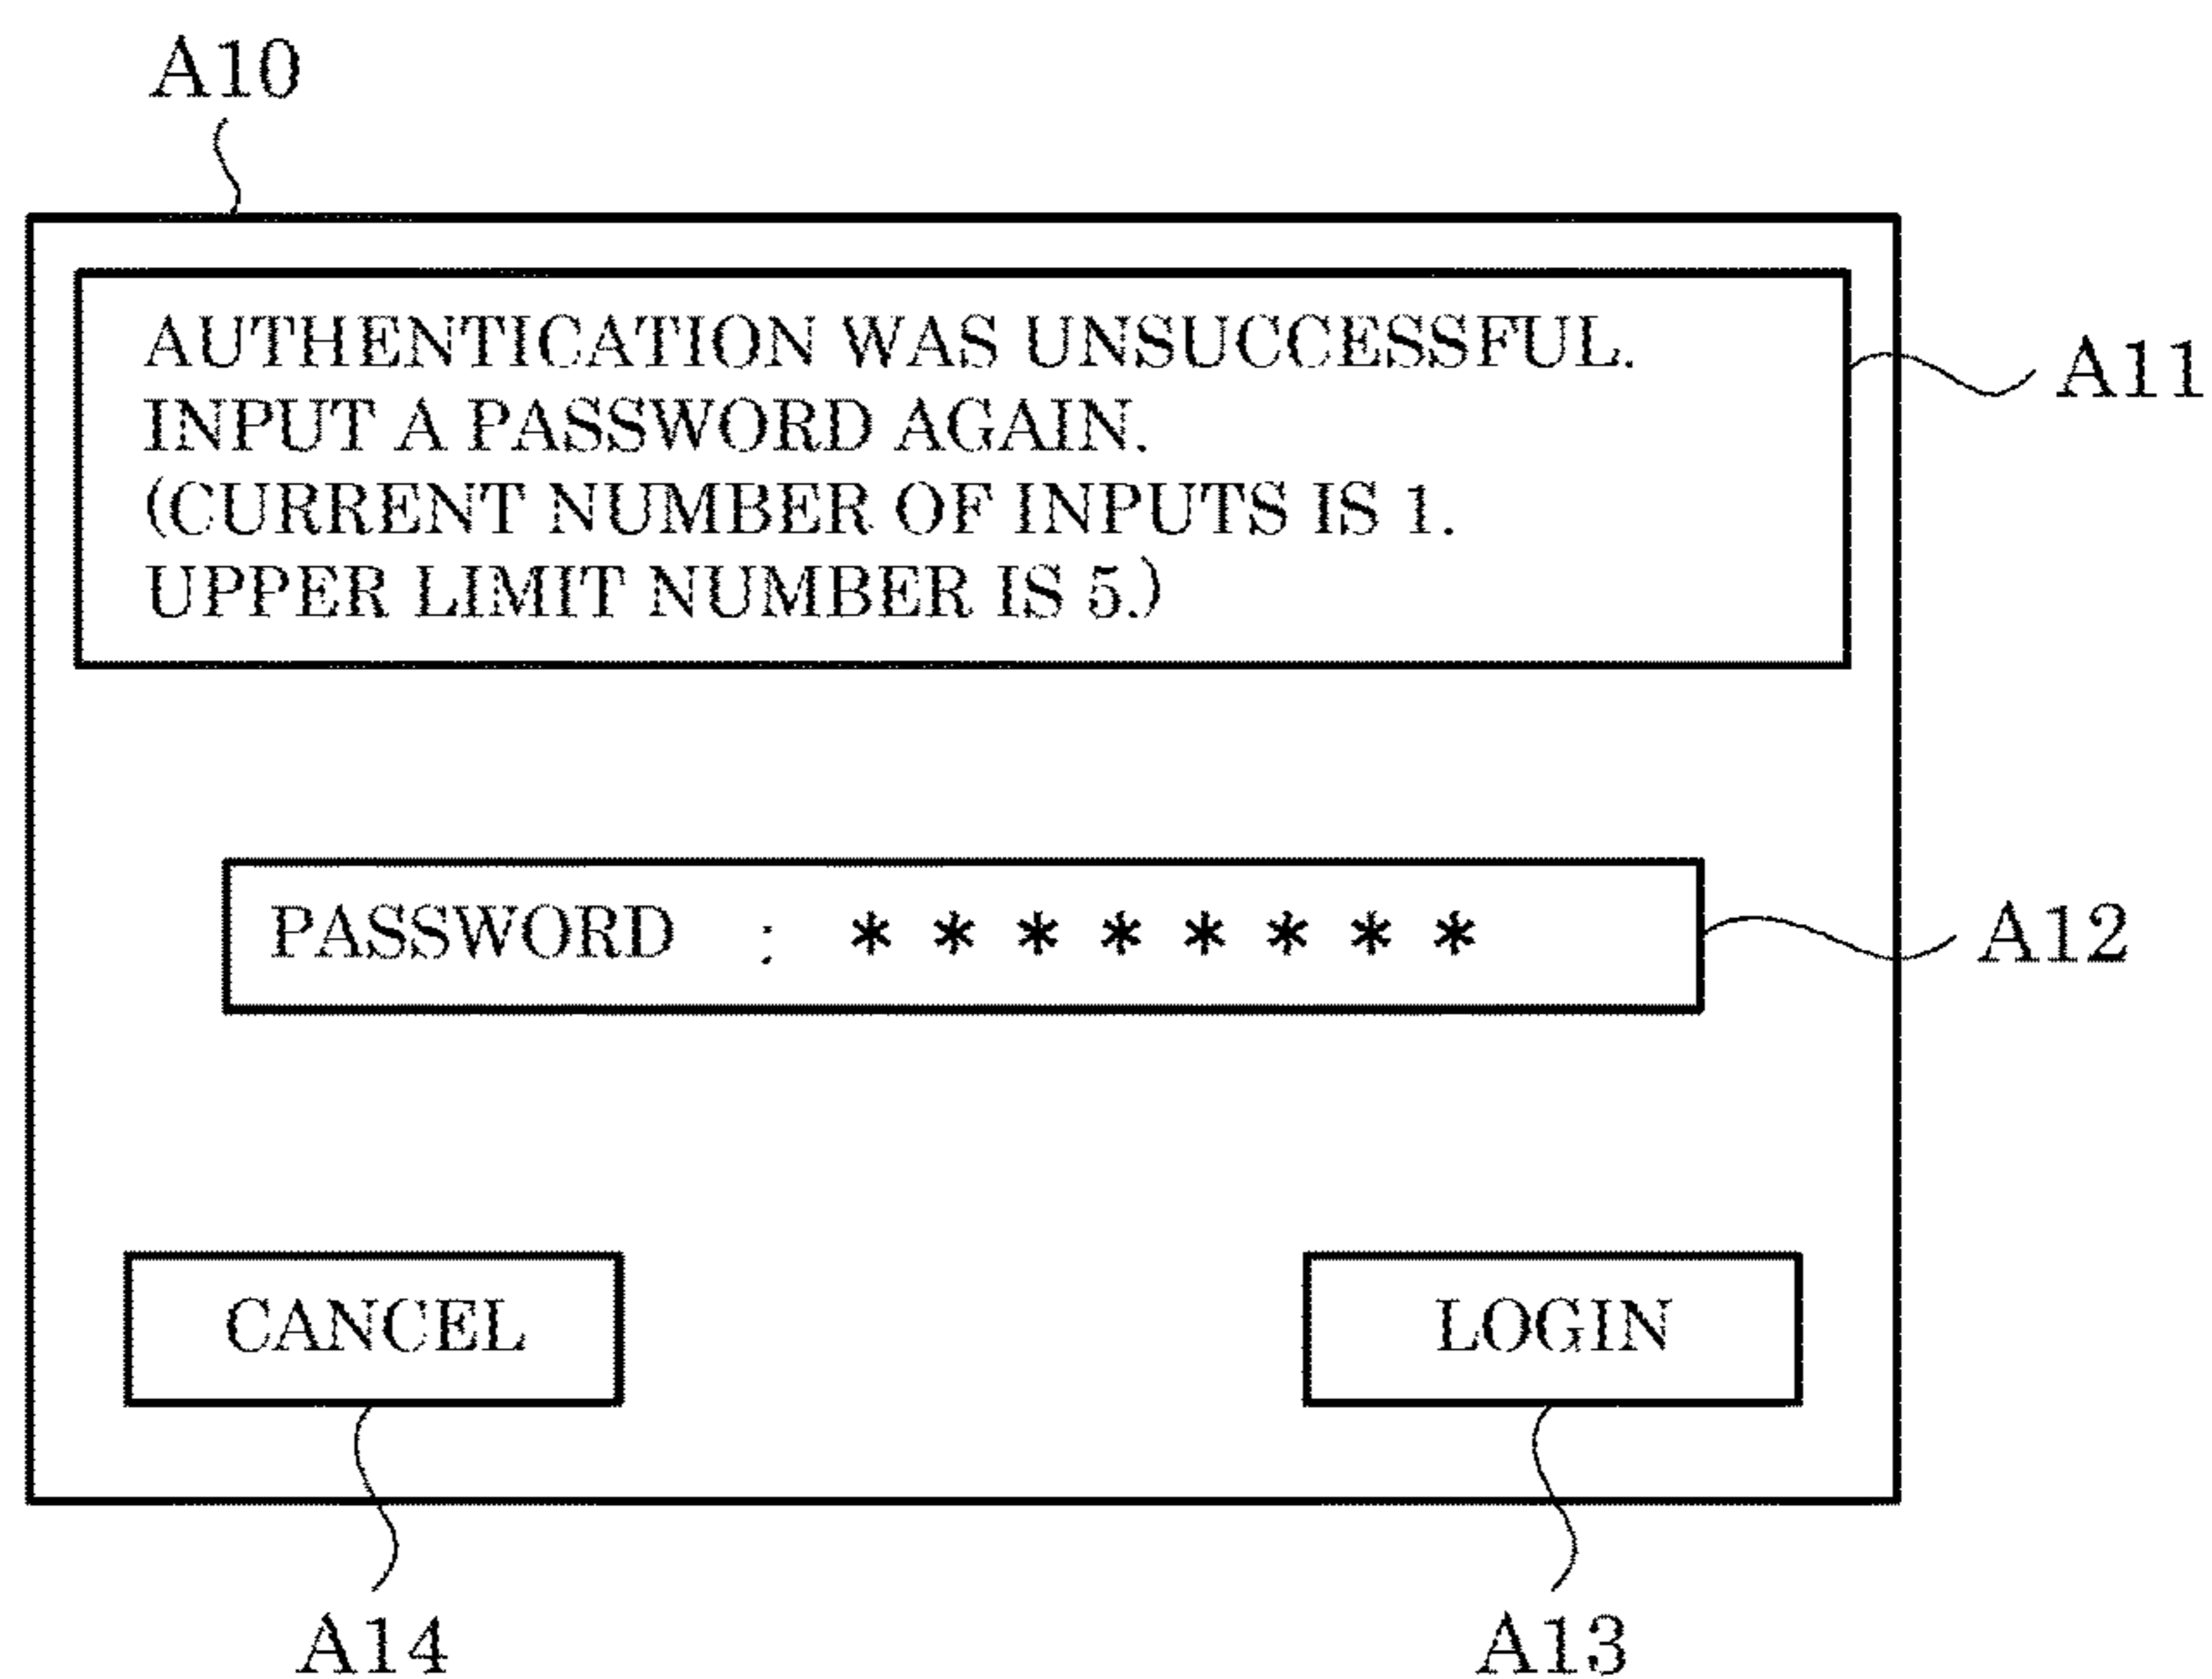 A10
AUTHENTICATION WAS UNSUCCESSFUL.
INPUT A PASSWORD AGAIN.
(CURRENT NUMBER OF INPUTS IS 1.
UPPER LIMIT NUMBER IS 5.)
A11
PASSWORD : * * * * * * * *
A12
CANCEL
LOGIN
A14
A13